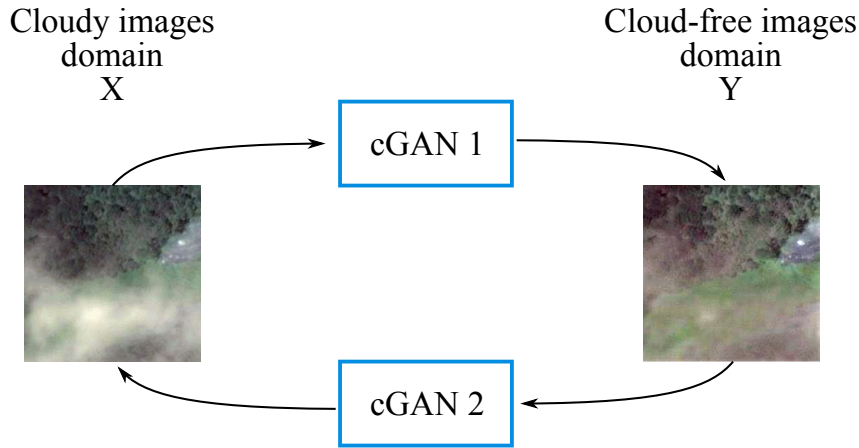 Cloudy images
domain
X
Cloud-free images
domain
Y
cGAN 1
cGAN 2